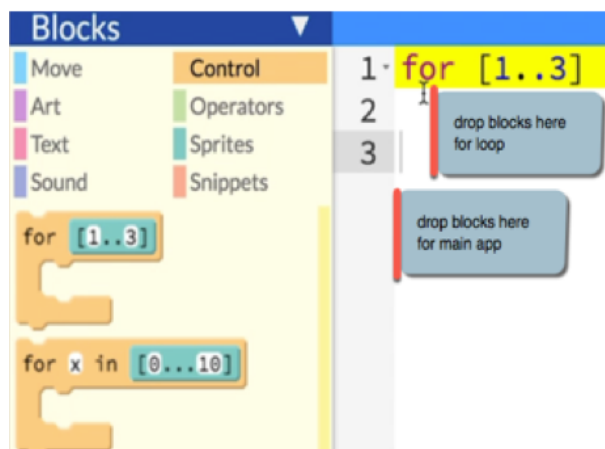 Blocks ▼
Move
Control
Art
Operators
Text
Sprites
Sound
Snippets
for [1..3]
for x in [0...10]
1 for [1..3]
2
3
drop blocks here
for loop
drop blocks here
for main app